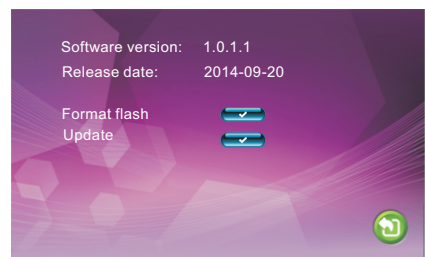 Software version: 1.0.1.1
Release date: 2014-09-20
Format flash
Update